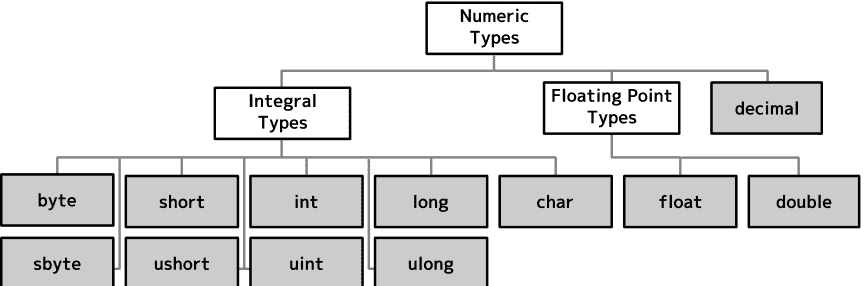 Numeric
Types
Integral
Types
Floating Point
Types
decimal
byte
short
int
long
char
float
double
sbyte
ushort
uint
ulong